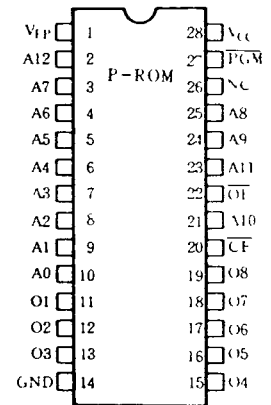 VPP 1 28 VCC
A12 2 27 PGM
P-ROM
A7 3 26 NC
A6 4 25 A8
A5 5 24 A9
A4 6 23 A11
A3 7 22 OE
A2 8 21 A10
A1 9 20 CE
A0 10 19 O8
O1 11 18 O7
O2 12 17 O6
O3 13 16 O5
GND 14 15 O4